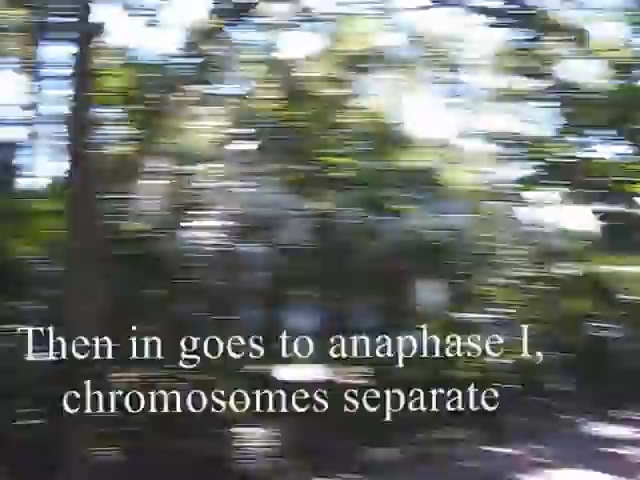 Then in goes to anaphase I,
chromosomes separate